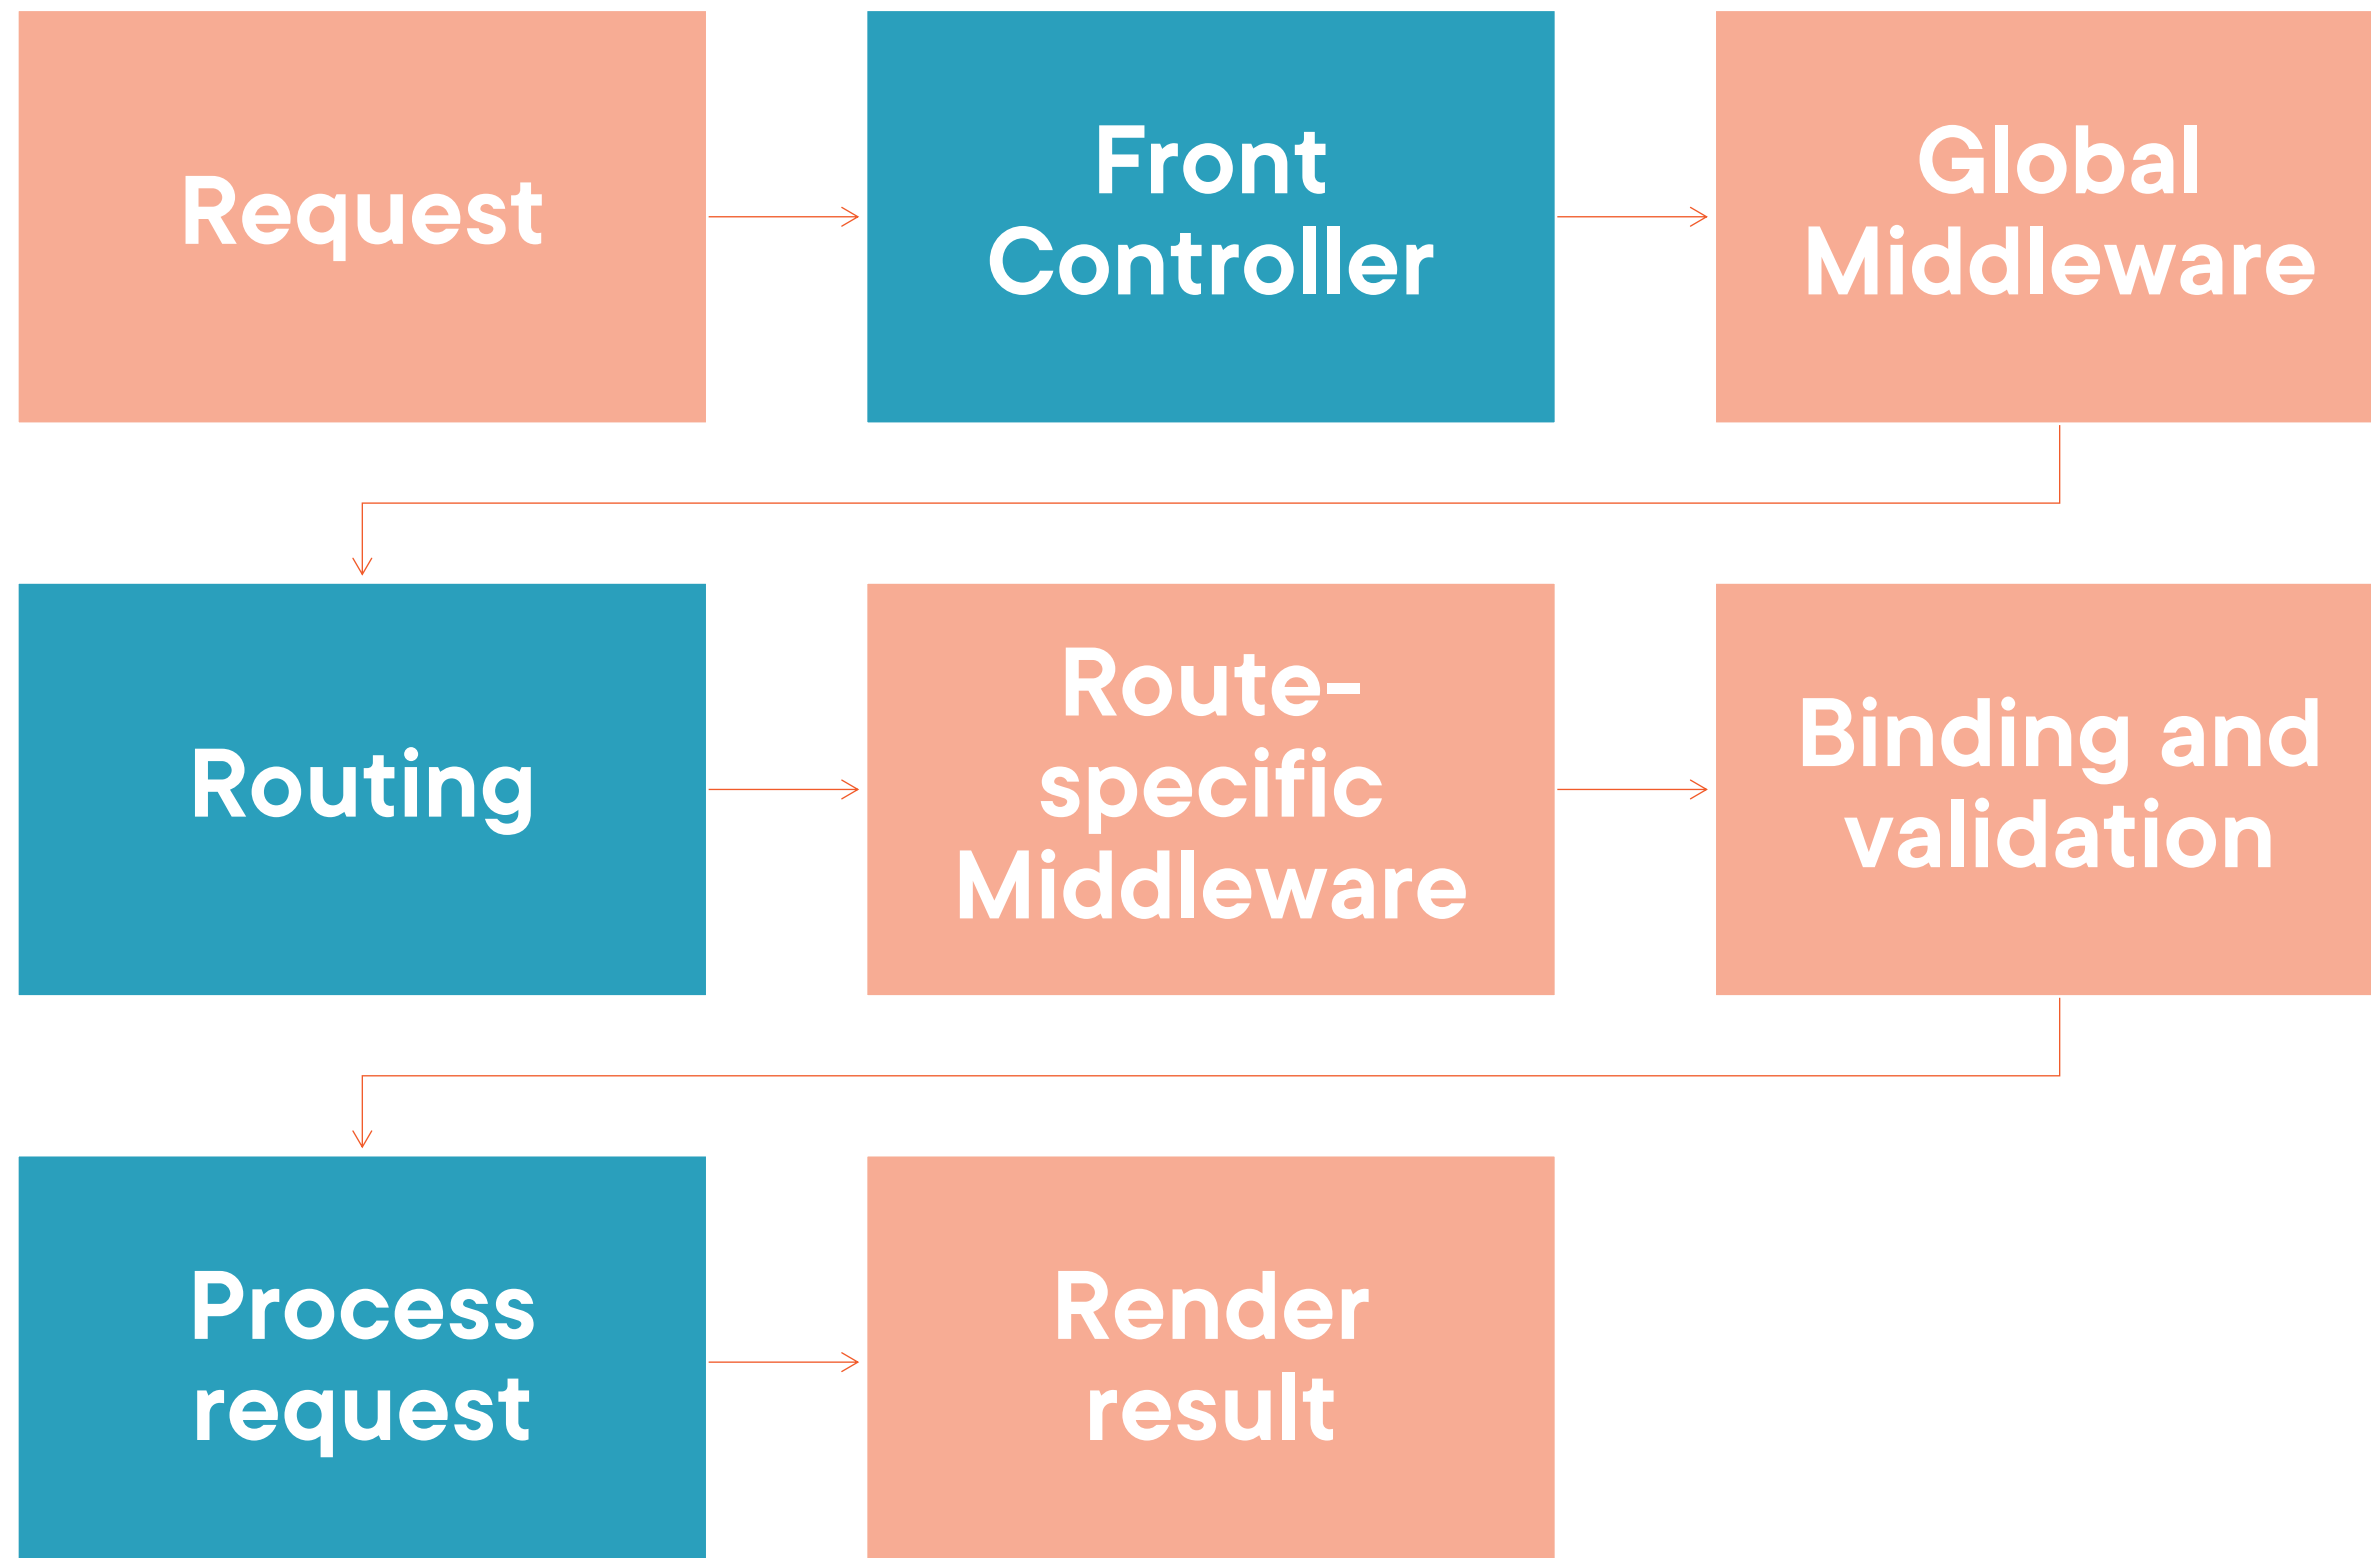 Request
Front
Controller
Global
Middleware
Routing
Route-
specific
Middleware
Binding and
validation
Process
request
Render
result